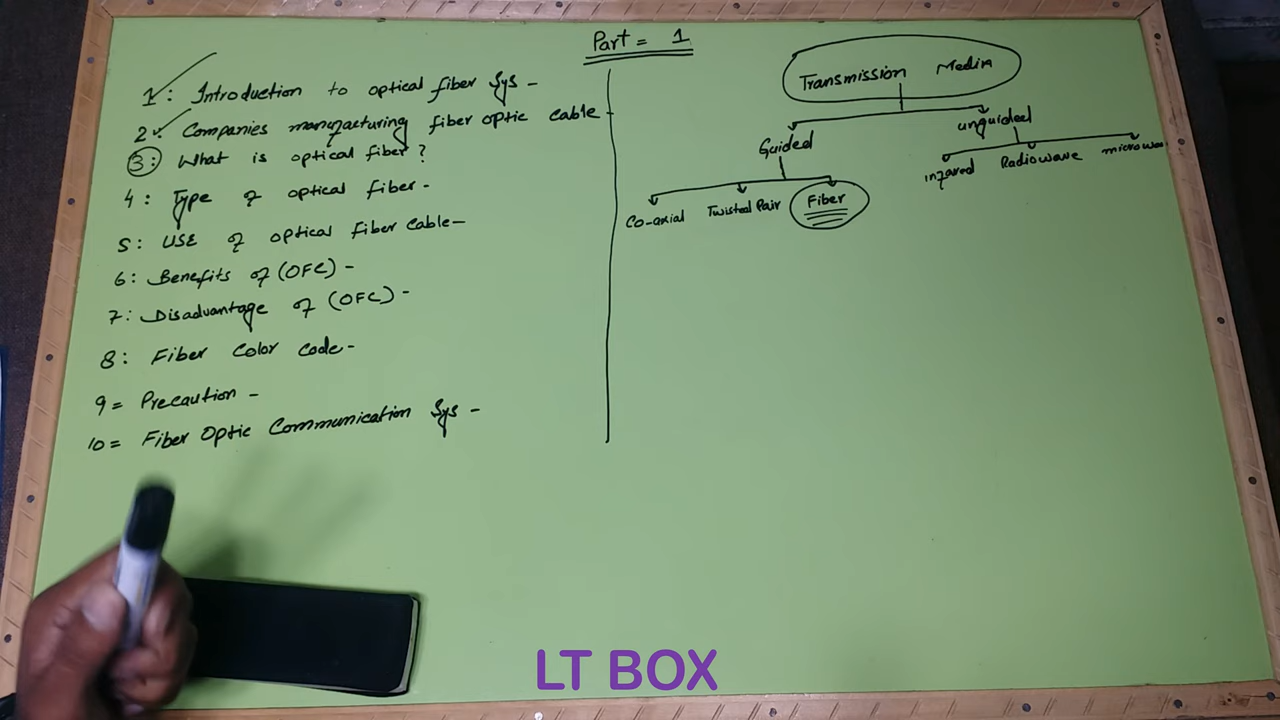 Part = 1
1: Introduction to optical fiber Sys -
2: Companies manufacturing fiber optic cable -
3: What is optical fiber?
4: Type of optical fiber -
5: USE of optical fiber cable -
6: Benefits of (OFC) -
7: Disadvantage of (OFC) -
8: Fiber Color Code -
9= Precaution -
10= Fiber Optic Communication Sys -
Transmission Media
Guided
unguided
Co-axial
Twisted Pair
Fiber
infared
Radiowave
microwav
LT BOX